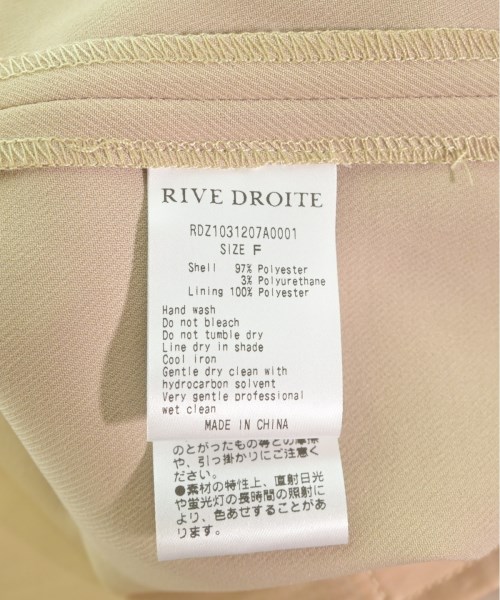 RIVE DROITE
RDZ1031207A0001
SIZE F
Shell 97% Polyester
3% Polyurethane
Lining 100% Polyester
Hand wash
Do not bleach
Do not tumble dry
Line dry in shade
Cool iron
Gentle dry clean with
hydrocarbon solvent
Very gentle professional
wet clean
MADE IN CHINA
のとがったもの等との摩擦
や、引っ掛かりにご注意く
ださい。
●素材の特性上、直射日光
や蛍光灯の長時間の照射に
より、色あせすることがあ
ります。